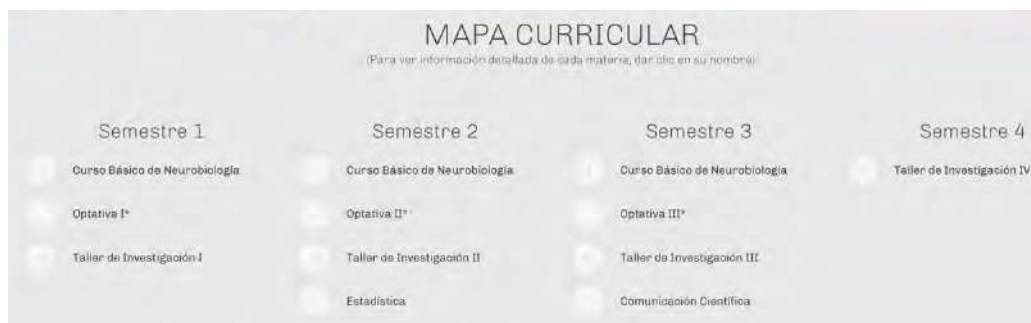 MAPA CURRICULAR
(Para ver información detallada de cada materia, dar clic en su nombre)
Semestre 1
Curso Básico de Neurobiología
Optativa I*
Taller de Investigación I
Semestre 2
Curso Básico de Neurobiología
Optativa II*
Taller de Investigación II
Estadística
Semestre 3
Curso Básico de Neurobiología
Optativa III*
Taller de Investigación III
Comunicación Científica
Semestre 4
Taller de Investigación IV